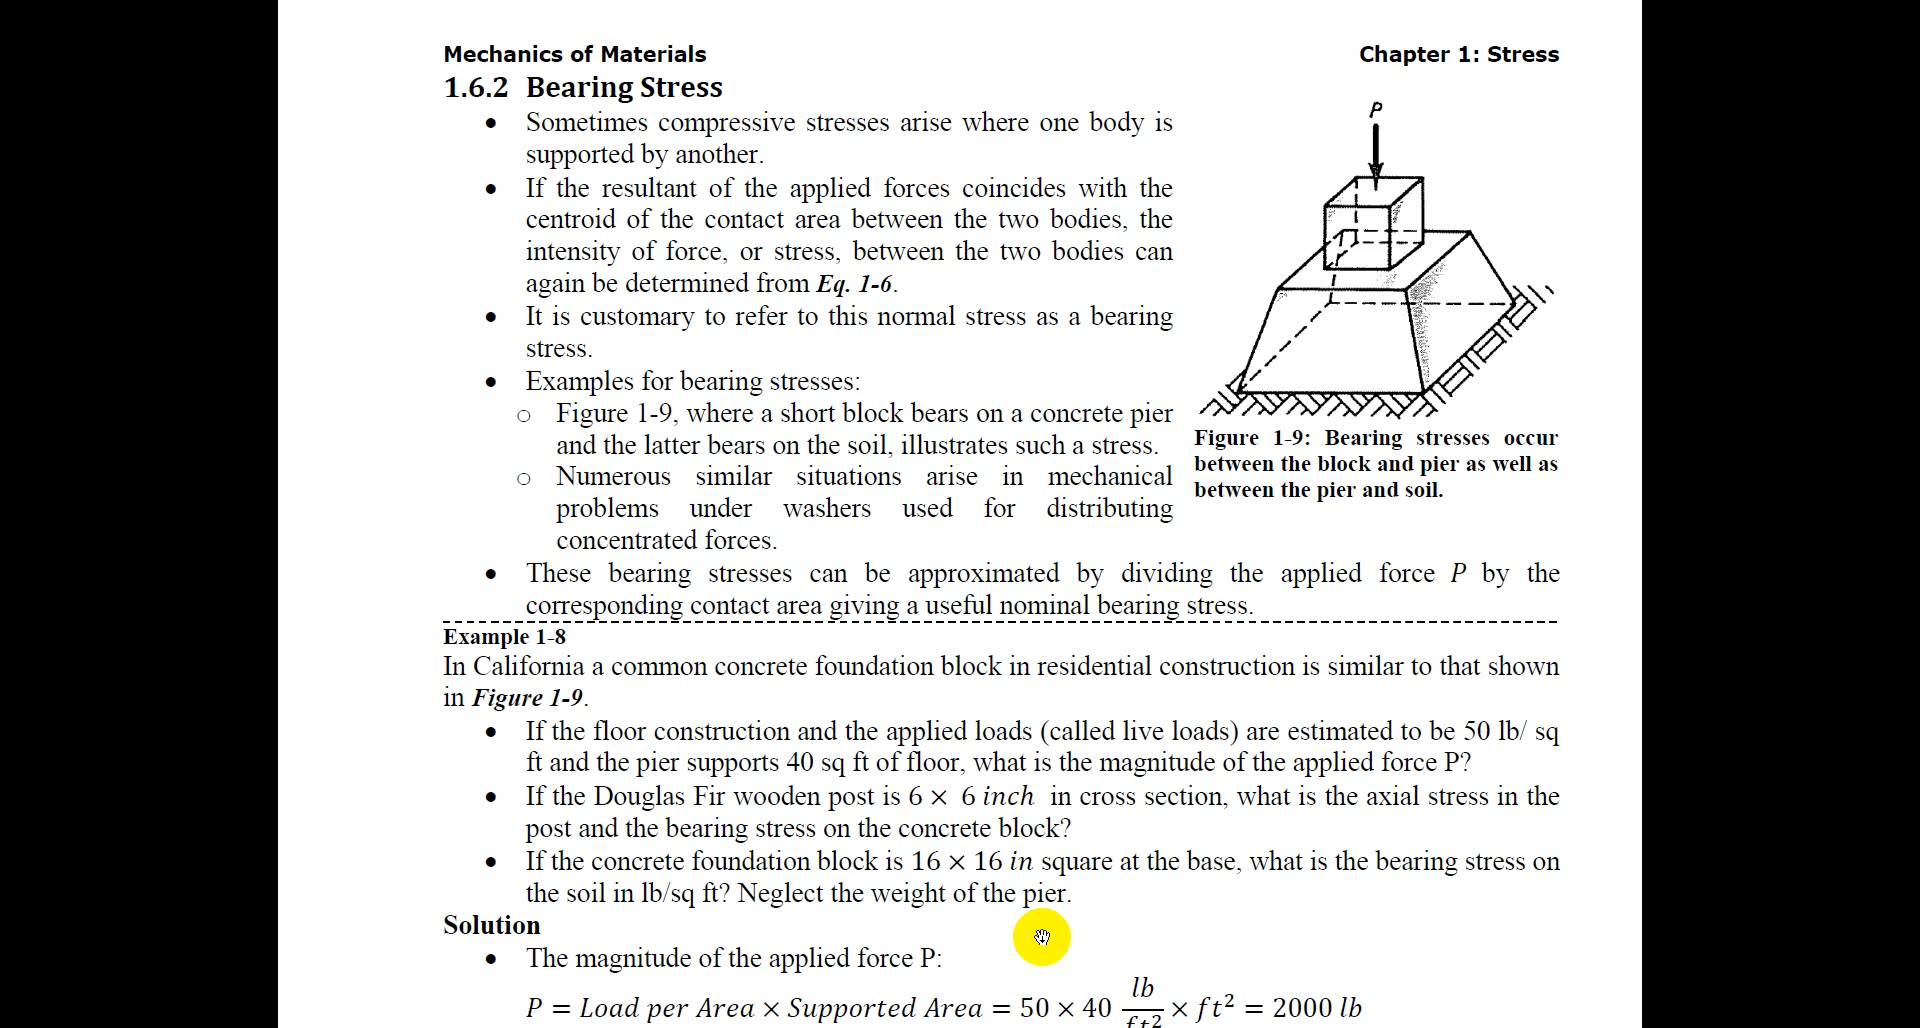 Mechanics of Materials
Chapter 1: Stress
1.6.2 Bearing Stress
• Sometimes compressive stresses arise where one body is
supported by another.
• If the resultant of the applied forces coincides with the
centroid of the contact area between the two bodies, the
intensity of force, or stress, between the two bodies can
again be determined from Eq. 1-6.
• It is customary to refer to this normal stress as a bearing
stress.
• Examples for bearing stresses:
o Figure 1-9, where a short block bears on a concrete pier
and the latter bears on the soil, illustrates such a stress.
o Numerous similar situations arise in mechanical
problems under washers used for distributing
concentrated forces.
P
Figure 1-9: Bearing stresses occur
between the block and pier as well as
between the pier and soil.
• These bearing stresses can be approximated by dividing the applied force P by the
corresponding contact area giving a useful nominal bearing stress.
Example 1-8
In California a common concrete foundation block in residential construction is similar to that shown
in Figure 1-9.
• If the floor construction and the applied loads (called live loads) are estimated to be 50 lb/ sq
ft and the pier supports 40 sq ft of floor, what is the magnitude of the applied force P?
• If the Douglas Fir wooden post is 6 × 6 inch in cross section, what is the axial stress in the
post and the bearing stress on the concrete block?
• If the concrete foundation block is 16 × 16 in square at the base, what is the bearing stress on
the soil in lb/sq ft? Neglect the weight of the pier.
Solution
• The magnitude of the applied force P:
P = Load per Area × Supported Area = 50 × 40 lb/ft² × ft² = 2000 lb